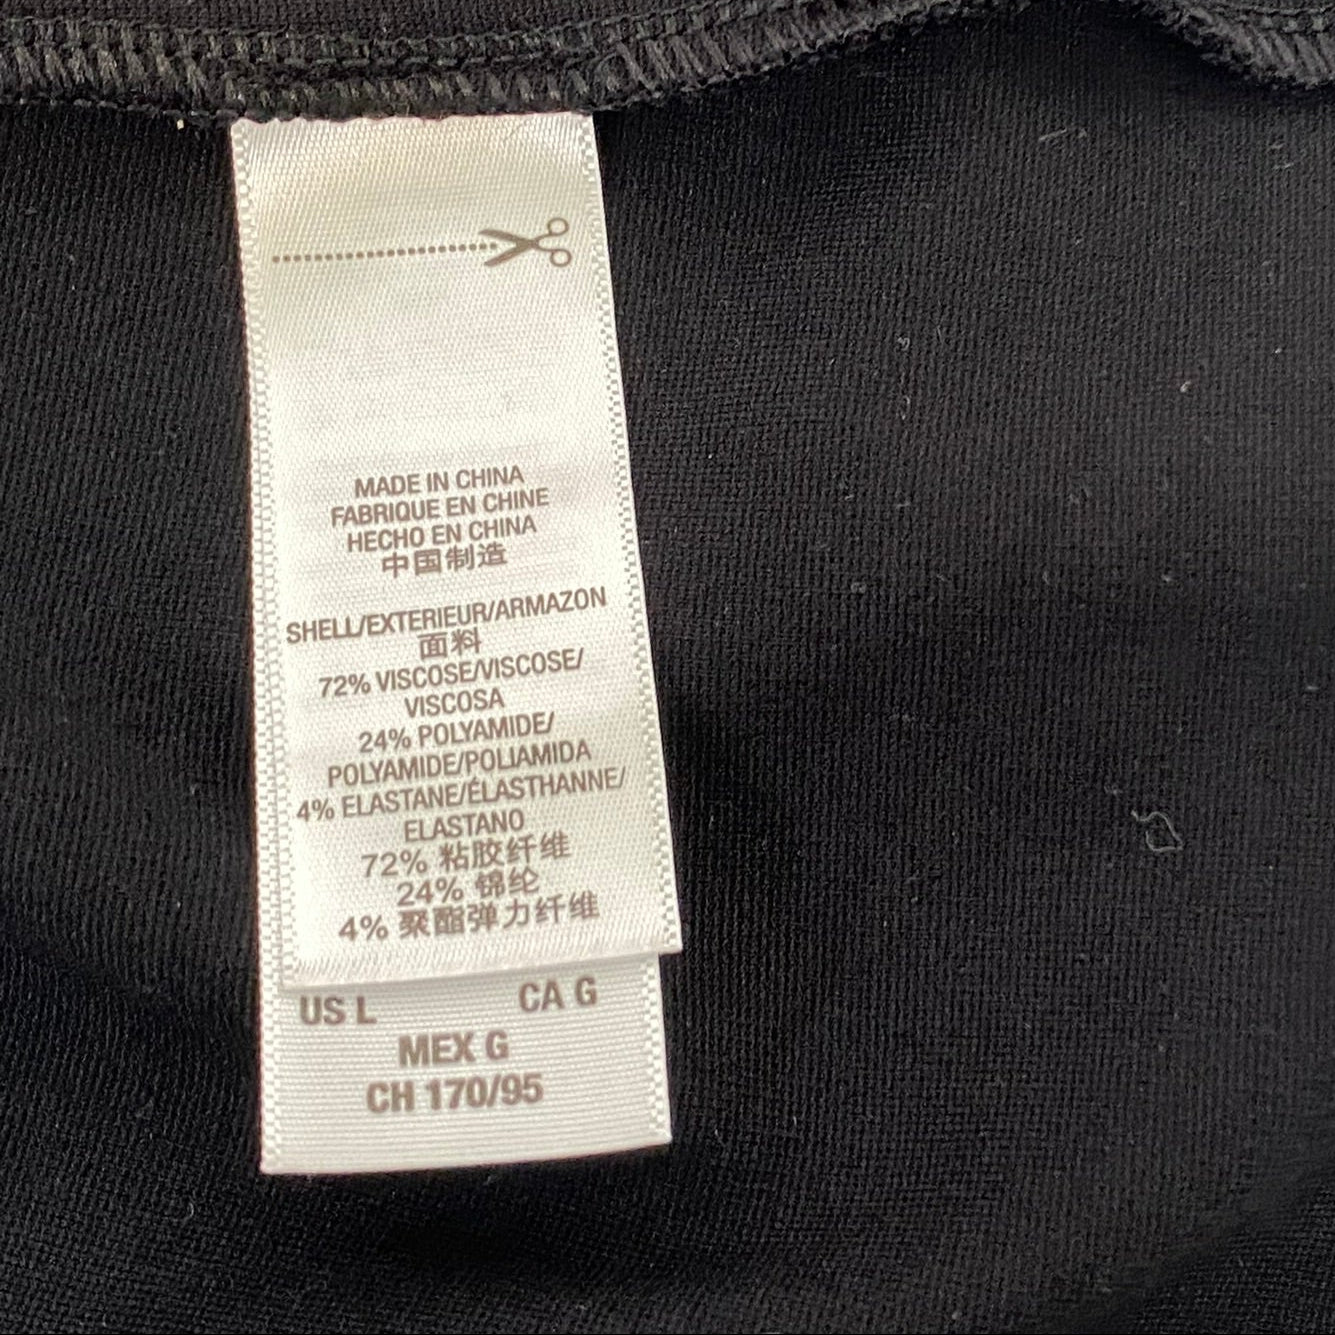 MADE IN CHINA
FABRIQUE EN CHINE
HECHO EN CHINA
中国制造
SHELL/EXTERIEUR/ARMAZON
面料
72% VISCOSE/VISCOSE/
VISCOSA
24% POLYAMIDE/
POLYAMIDE/POLIAMIDA
4% ELASTANE/ÉLASTHANNE/
ELASTANO
72% 粘胶纤维
24% 锦纶
4% 聚酯弹力纤维
US L CA G
MEX G
CH 170/95